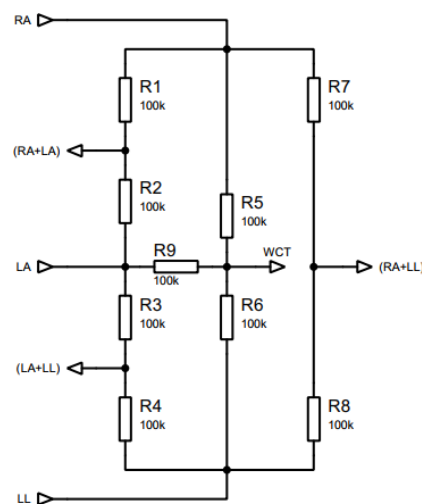 RA
R1
100k
R7
100k
(RA+LA)
R2
100k
R5
100k
R9
100k
WCT
LA
(RA+LL)
R3
100k
R6
100k
(LA+LL)
R4
100k
R8
100k
LL